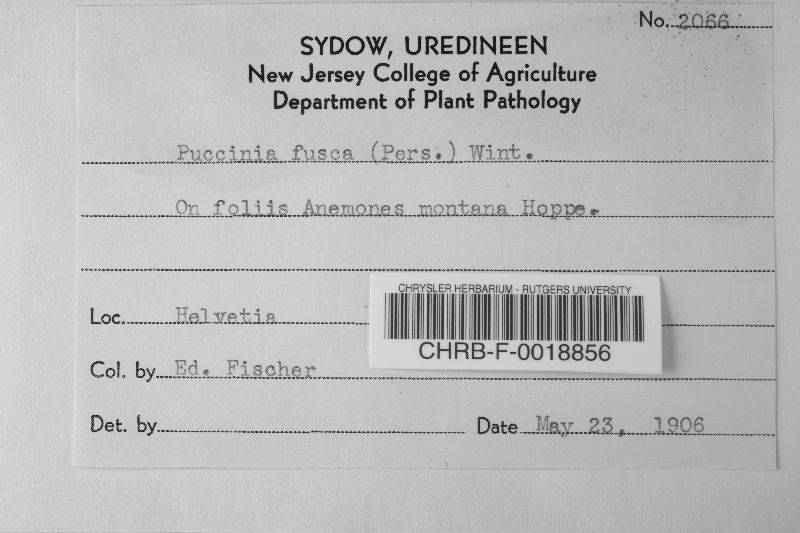 No. 2066
SYDOW, UREDINEEN
New Jersey College of Agriculture
Department of Plant Pathology
Puccinia fusca (Pers.) Wint.
On foliis Anemones montana Hoppe.
CHRYSLER HERBARIUM - RUTGERS UNIVERSITY
CHRB-F-0018856
Loc. Helvetia
Col. by Ed. Fischer
Det. by Date May 23, 1906